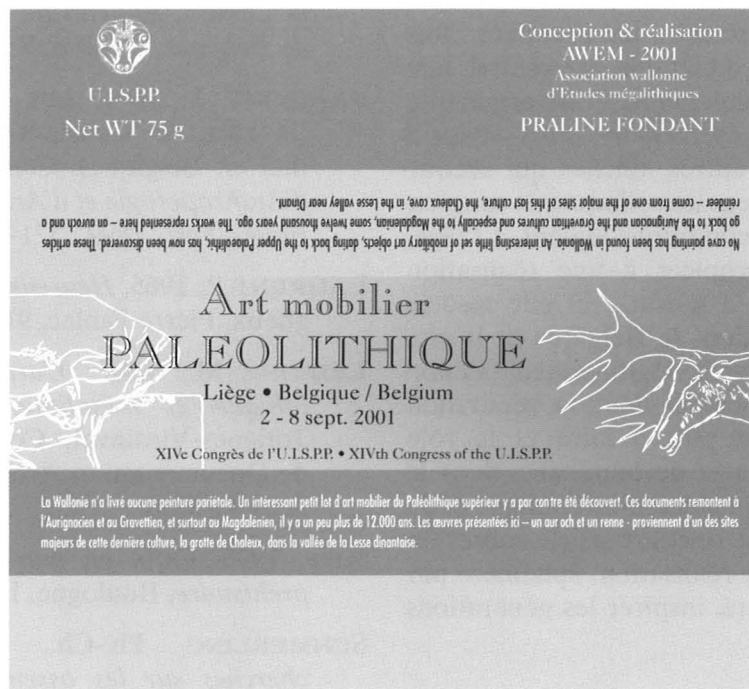 U.I.S.P.P.
Net WT 75 g
Conception & réalisation
AWEM - 2001
Association wallonne
d'Etudes mégalithiques
PRALINE FONDANT
No cave painting has been found in Wallonia. An interesting little set of mobiliary art objects, dating back to the Upper Palaeolithic, has now been discovered. These articles
go back to the Aurignacian and the Gravettian cultures and especially to the Magdalenian, some twelve thousand years ago. The works represented here – an auroch and a
reindeer – come from one of the major sites of this last culture, the Chaleux cave, in the Lesse valley near Dinant.
Art mobilier
PALEOLITHIQUE
Liège • Belgique / Belgium
2 - 8 sept. 2001
XIVe Congrès de l'U.I.S.P.P. • XIVth Congress of the U.I.S.P.P.
La Wallonie n'a livré aucune peinture pariétale. Un intéressant petit lot d'art mobilier du Paléolithique supérieur y a par contre été découvert. Ces documents remontent à
l'Aurignacien et au Gravettien, et surtout au Magdalénien, il y a un peu plus de 12.000 ans. Les œuvres présentées ici – un aur och et un renne - proviennent d'un des sites
majeurs de cette dernière culture, la grotte de Chaleux, dans la vallée de la Lesse dinantaise.